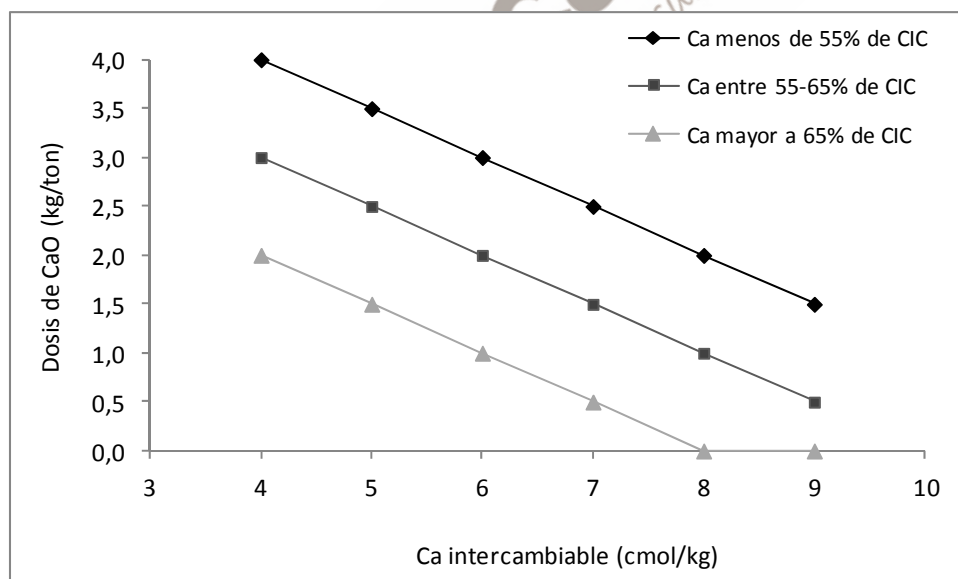 Ca menos de 55% de CIC
Ca entre 55-65% de CIC
Ca mayor a 65% de CIC
Dosis de CaO (kg/ton)
4,0
3,5
3,0
2,5
2,0
1,5
1,0
0,5
0,0
3 4 5 6 7 8 9 10
Ca intercambiable (cmol/kg)